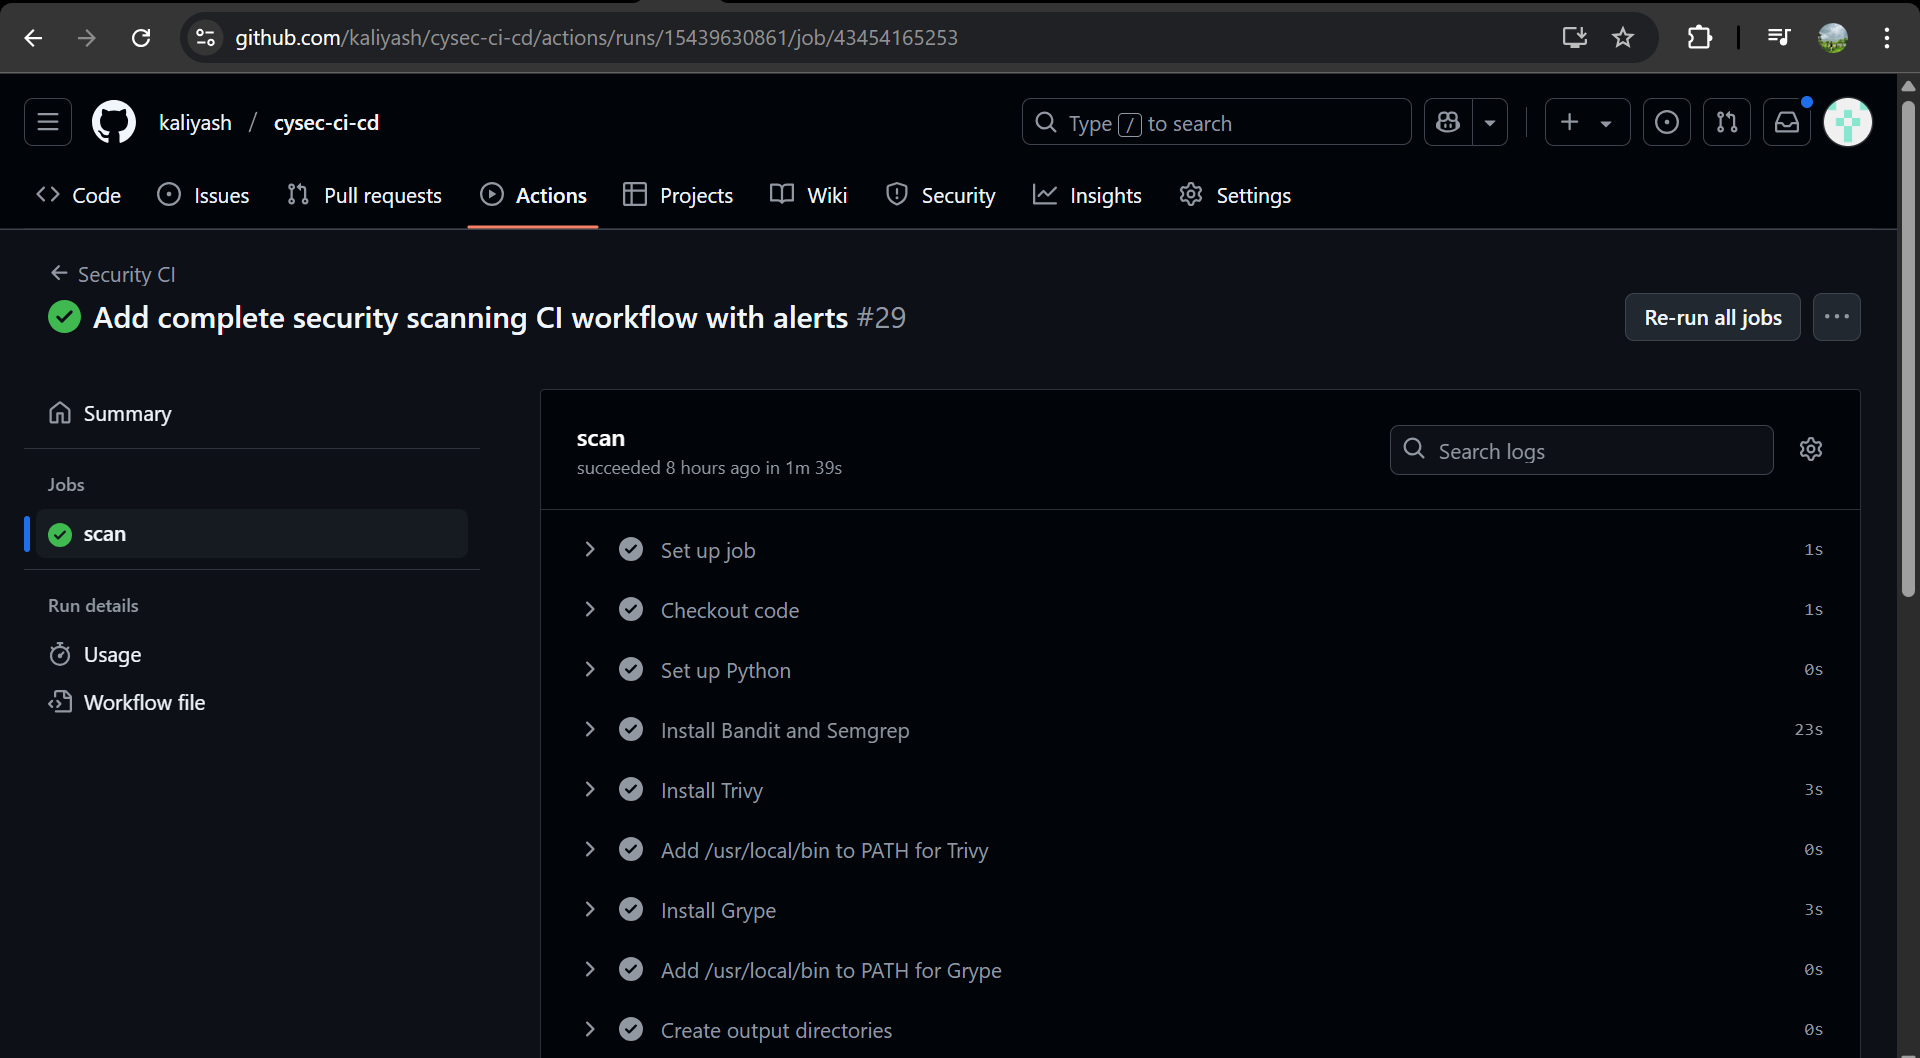 github.com/kaliyash/cysec-ci-cd/actions/runs/15439630861/job/43454165253
kaliyash / cysec-ci-cd
Type / to search
Code Issues Pull requests Actions Projects Wiki Security Insights Settings
Security CI
Add complete security scanning CI workflow with alerts #29
Re-run all jobs
Summary
Jobs
scan
Run details
Usage
Workflow file
scan
succeeded 8 hours ago in 1m 39s
Search logs
Set up job 1s
Checkout code 1s
Set up Python 0s
Install Bandit and Semgrep 23s
Install Trivy 3s
Add /usr/local/bin to PATH for Trivy 0s
Install Grype 3s
Add /usr/local/bin to PATH for Grype 0s
Create output directories 0s